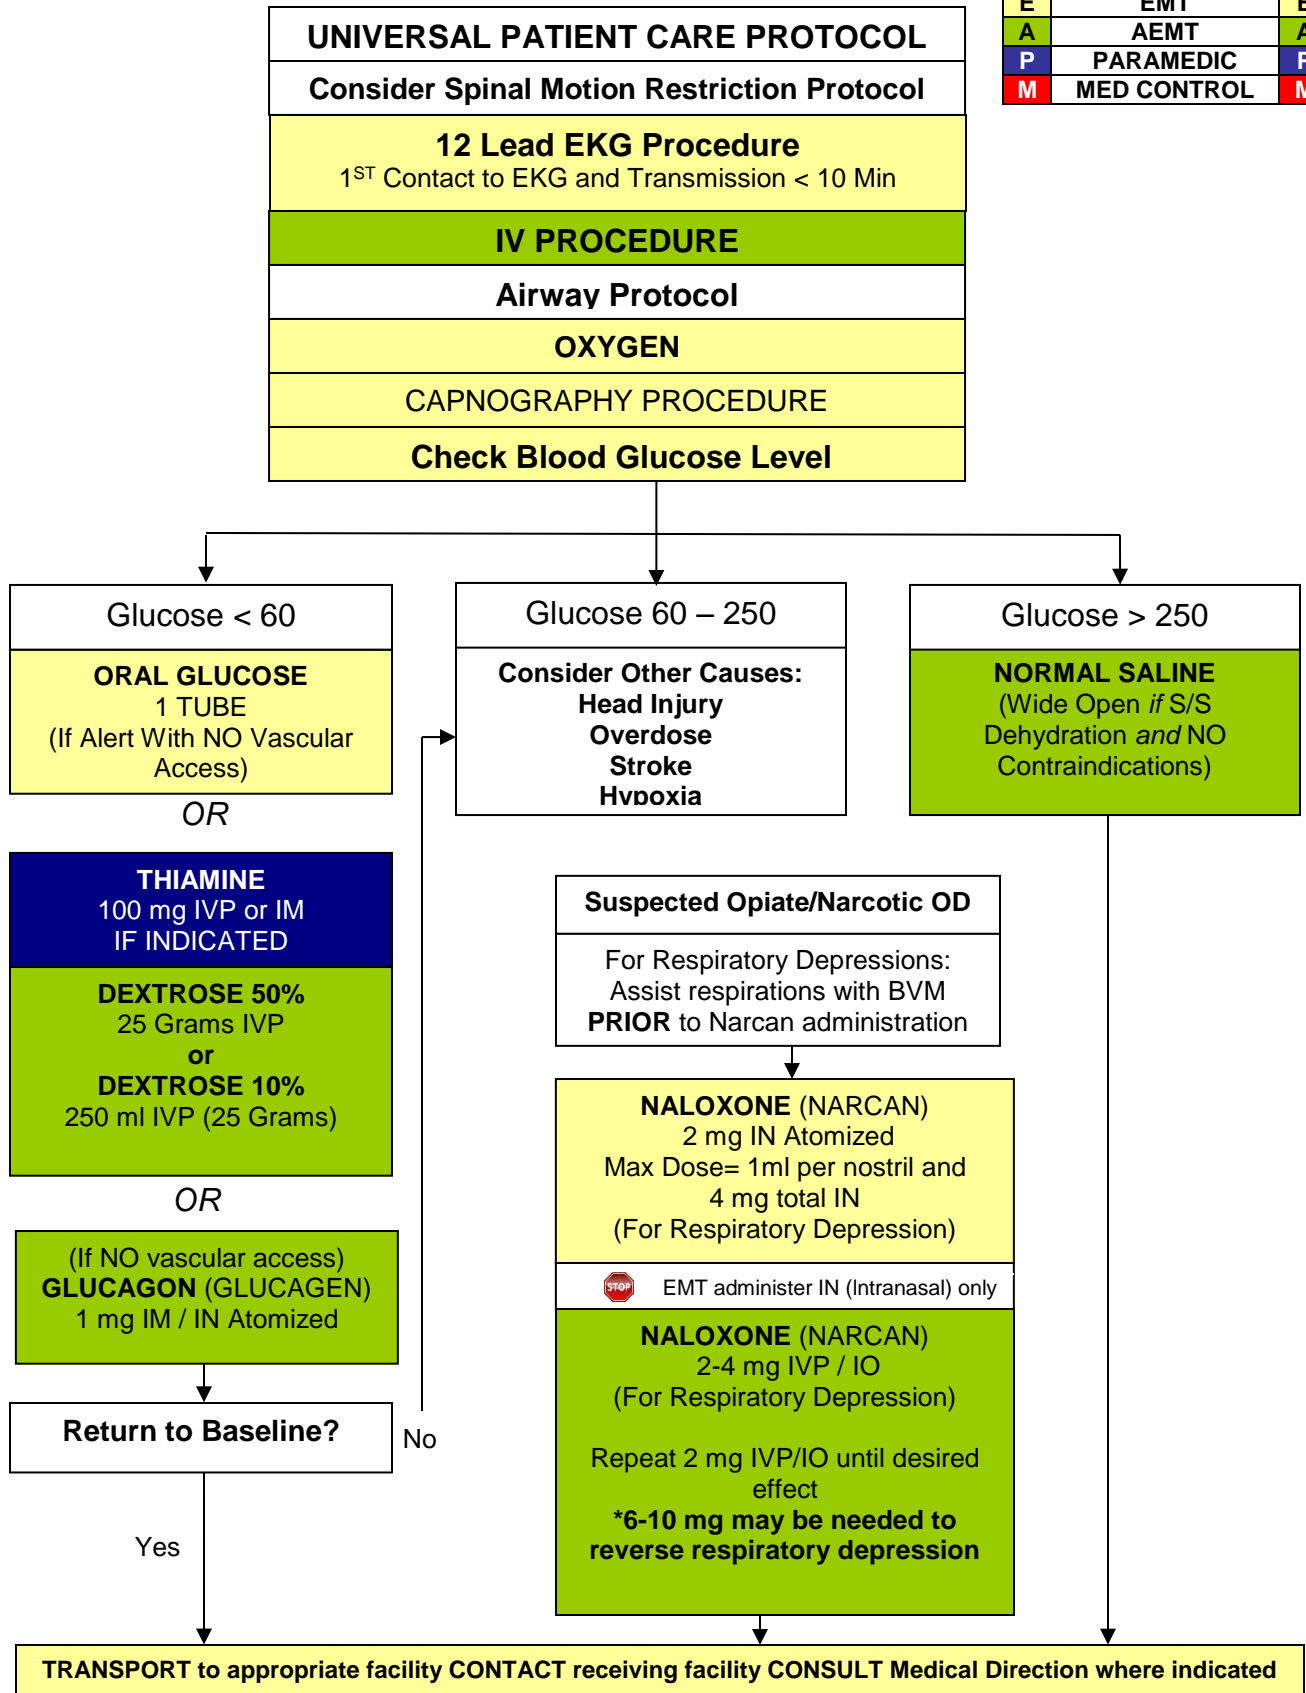 E EMT E
A AEMT A
P PARAMEDIC P
M MED CONTROL M
UNIVERSAL PATIENT CARE PROTOCOL
Consider Spinal Motion Restriction Protocol
12 Lead EKG Procedure
1ST Contact to EKG and Transmission < 10 Min
IV PROCEDURE
Airway Protocol
OXYGEN
CAPNOGRAPHY PROCEDURE
Check Blood Glucose Level
Glucose < 60
ORAL GLUCOSE
1 TUBE
(If Alert With NO Vascular
Access)
OR
THIAMINE
100 mg IVP or IM
IF INDICATED
DEXTROSE 50%
25 Grams IVP
or
DEXTROSE 10%
250 ml IVP (25 Grams)
OR
(If NO vascular access)
GLUCAGON (GLUCAGEN)
1 mg IM / IN Atomized
Return to Baseline?
No
Yes
Glucose 60 – 250
Consider Other Causes:
Head Injury
Overdose
Stroke
Hypoxia
Suspected Opiate/Narcotic OD
For Respiratory Depressions:
Assist respirations with BVM
PRIOR to Narcan administration
NALOXONE (NARCAN)
2 mg IN Atomized
Max Dose= 1ml per nostril and
4 mg total IN
(For Respiratory Depression)
STOP EMT administer IN (Intranasal) only
NALOXONE (NARCAN)
2-4 mg IVP / IO
(For Respiratory Depression)
Repeat 2 mg IVP/IO until desired
effect
*6-10 mg may be needed to
reverse respiratory depression
Glucose > 250
NORMAL SALINE
(Wide Open if S/S
Dehydration and NO
Contraindications)
TRANSPORT to appropriate facility CONTACT receiving facility CONSULT Medical Direction where indicated